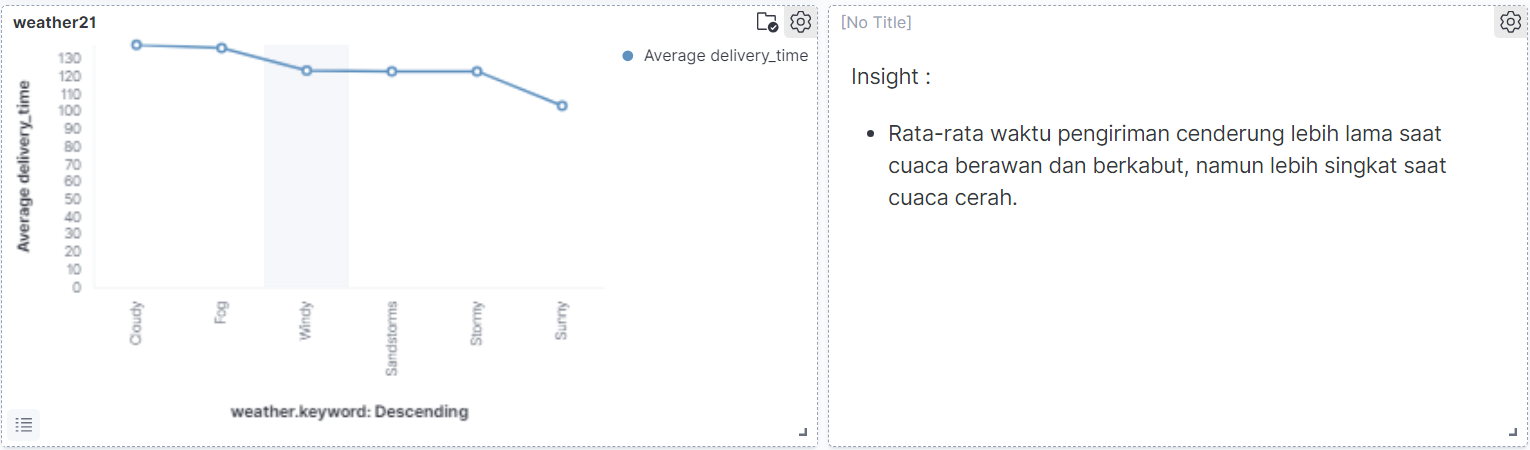 weather21
Average delivery_time
130
120
110
100
90
80
70
60
50
40
30
20
10
0
Average delivery_time
Cloudy
Fog
Windy
Sandstorms
Stormy
Sunny
weather.keyword: Descending
[No Title]
Insight :
Rata-rata waktu pengiriman cenderung lebih lama saat
cuaca berawan dan berkabut, namun lebih singkat saat
cuaca cerah.